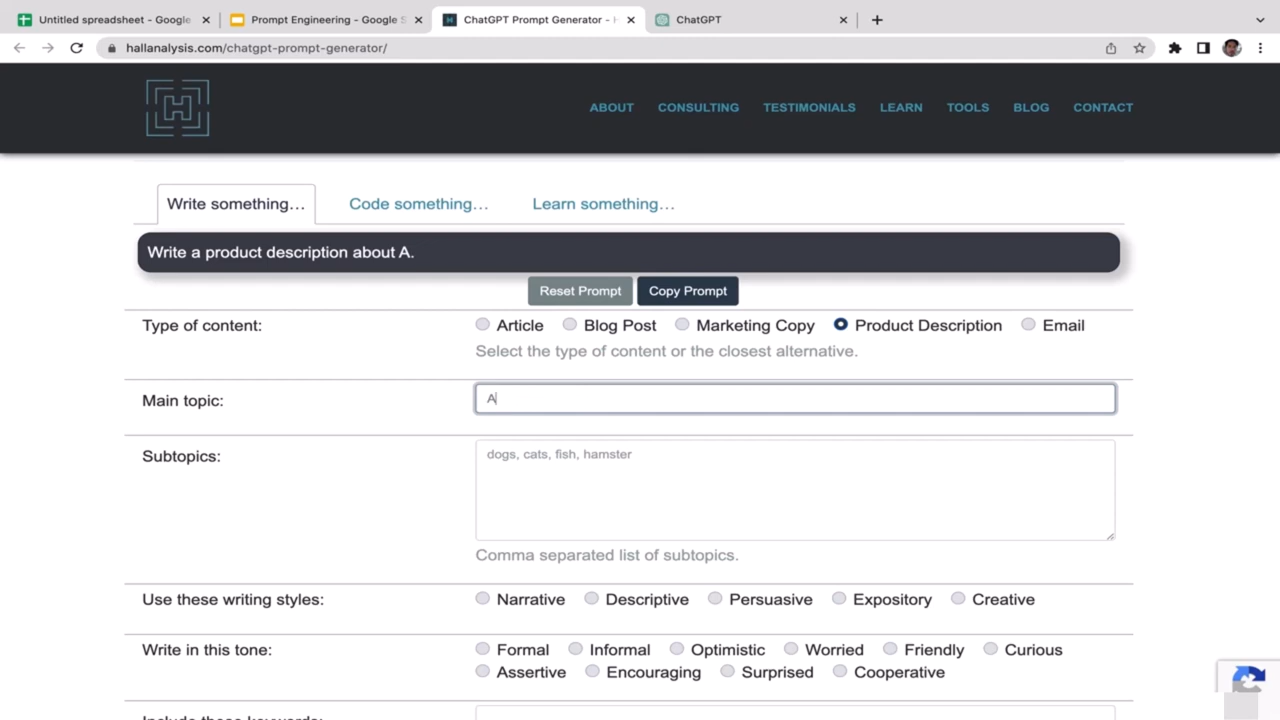 Untitled spreadsheet - Google
Prompt Engineering - Google S
ChatGPT Prompt Generator - H
ChatGPT
hallanalysis.com/chatgpt-prompt-generator/
H
ABOUT CONSULTING TESTIMONIALS LEARN TOOLS BLOG CONTACT
Write something… Code something… Learn something…
Write a product description about A.
Reset Prompt Copy Prompt
Type of content: Article Blog Post Marketing Copy Product Description Email
Select the type of content or the closest alternative.
Main topic: A
Subtopics: dogs, cats, fish, hamster
Comma separated list of subtopics.
Use these writing styles: Narrative Descriptive Persuasive Expository Creative
Write in this tone: Formal Informal Optimistic Worried Friendly Curious
Assertive Encouraging Surprised Cooperative
Include these keywords: